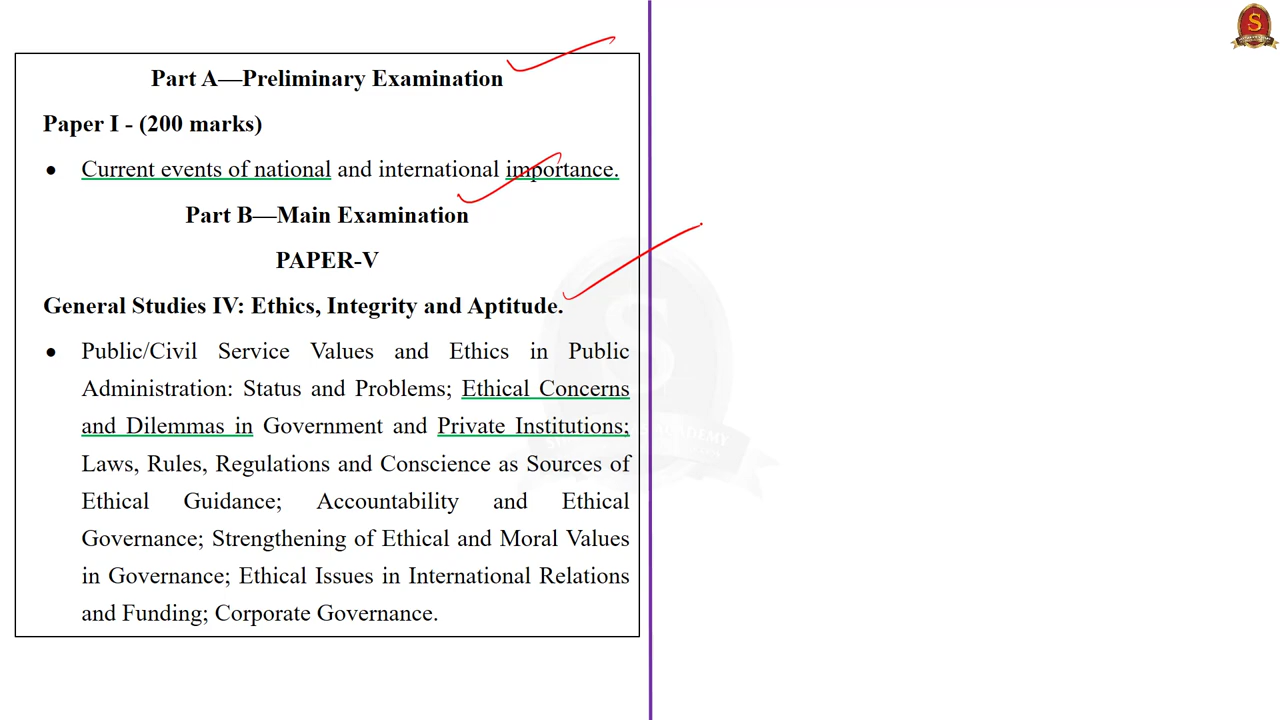 Part A—Preliminary Examination
Paper I - (200 marks)
● Current events of national and international importance.
Part B—Main Examination
PAPER-V
General Studies IV: Ethics, Integrity and Aptitude.
● Public/Civil Service Values and Ethics in Public
Administration: Status and Problems; Ethical Concerns
and Dilemmas in Government and Private Institutions;
Laws, Rules, Regulations and Conscience as Sources of
Ethical Guidance; Accountability and Ethical
Governance; Strengthening of Ethical and Moral Values
in Governance; Ethical Issues in International Relations
and Funding; Corporate Governance.
S